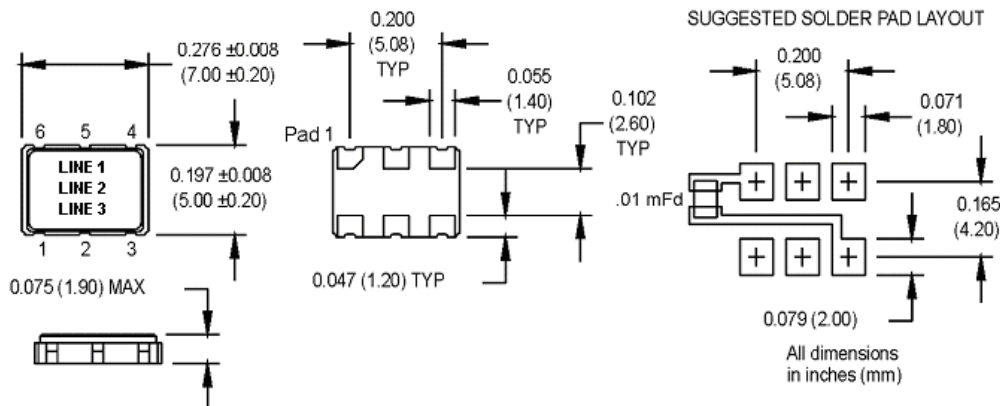 0.276 ±0.008
(7.00 ±0.20)
6 5 4
LINE 1
LINE 2
LINE 3
1 2 3
0.197 ±0.008
(5.00 ±0.20)
0.075 (1.90) MAX
0.200
(5.08)
TYP
0.055
(1.40)
TYP
0.102
(2.60)
TYP
Pad 1
0.047 (1.20) TYP
SUGGESTED SOLDER PAD LAYOUT
0.200
(5.08)
0.071
(1.80)
.01 mFd
0.165
(4.20)
0.079 (2.00)
All dimensions
in inches (mm)